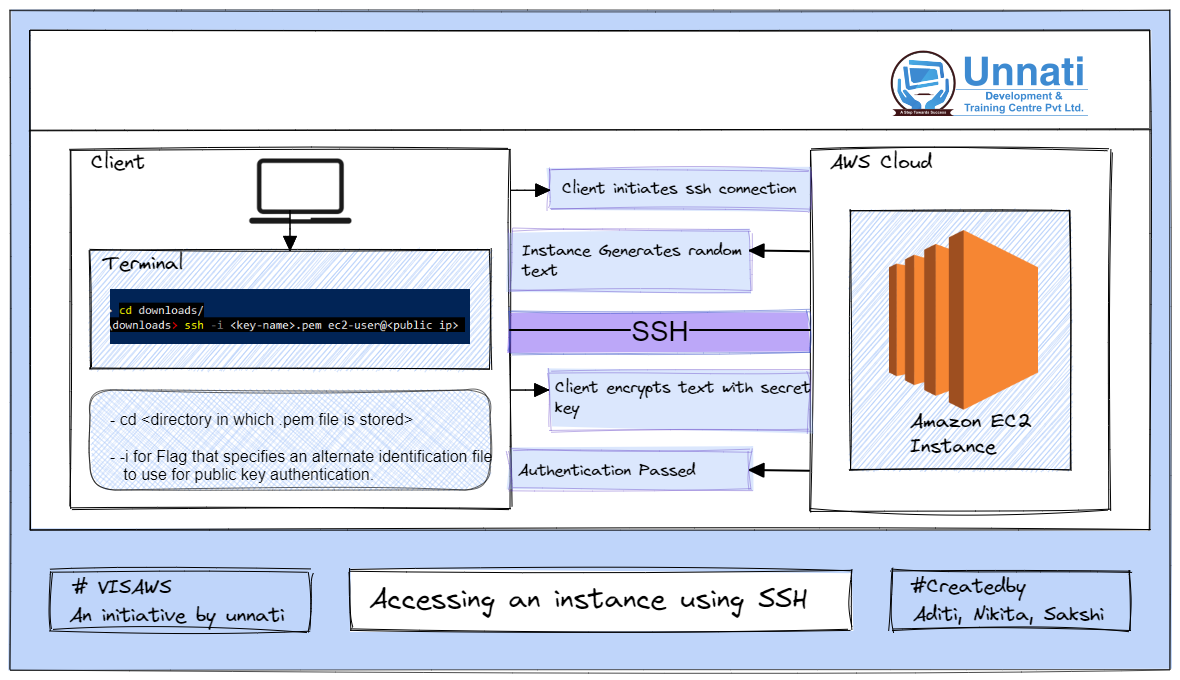 Unnati
Development &
Training Centre Pvt Ltd.
A Step Towards Success
Client
Terminal
cd downloads/
\downloads> ssh -i <key-name>.pem ec2-user@<public ip>
- cd <directory in which .pem file is stored>
- -i for Flag that specifies an alternate identification file
to use for public key authentication.
Client initiates ssh connection
Instance Generates random
text
SSH
Client encrypts text with secret
key
Authentication Passed
AWS Cloud
Amazon EC2
Instance
# VISAWS
An initiative by unnati
Accessing an instance using SSH
#Createdby
Aditi, Nikita, Sakshi